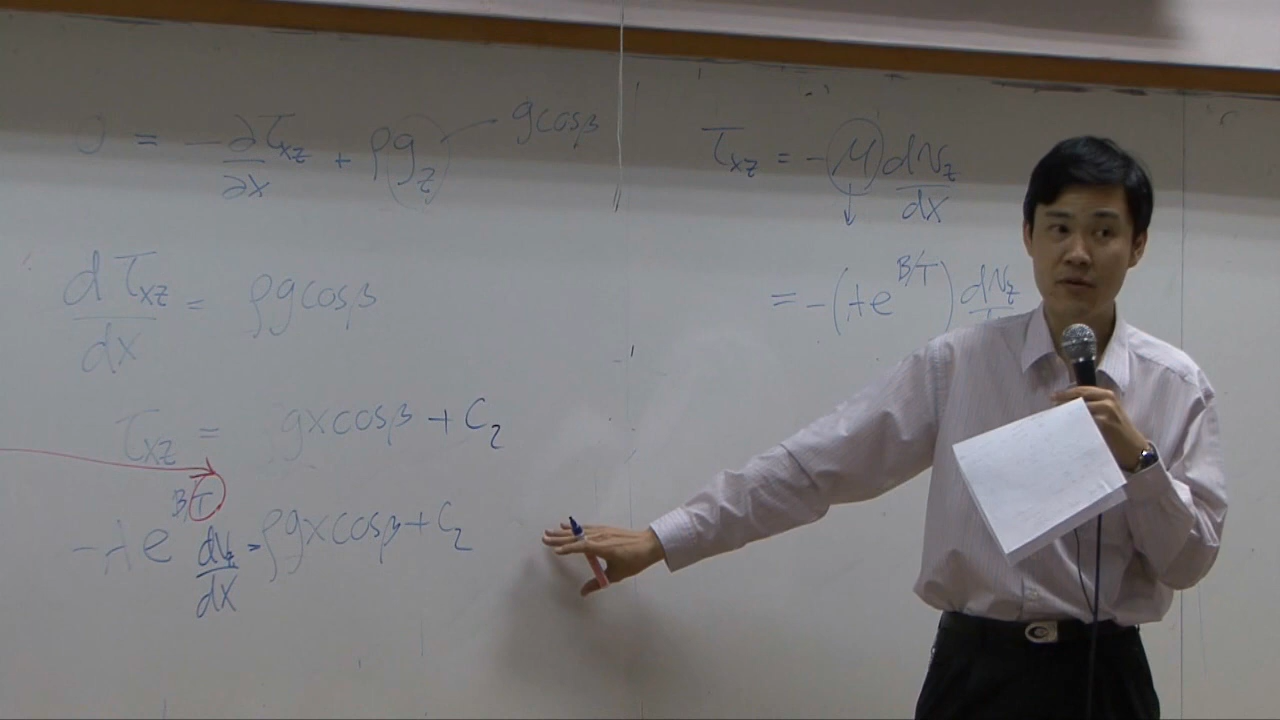 0 = -∂τxz/∂x + ρgz gcosβ
dτxz/dx = ρgcosβ
τxz = gxcosβ + C2
-Ae^B/T dvz/dx = ρgxcosβ + C2
τxz = -μ dvz/dx
= -(Ae^B/T) dvz